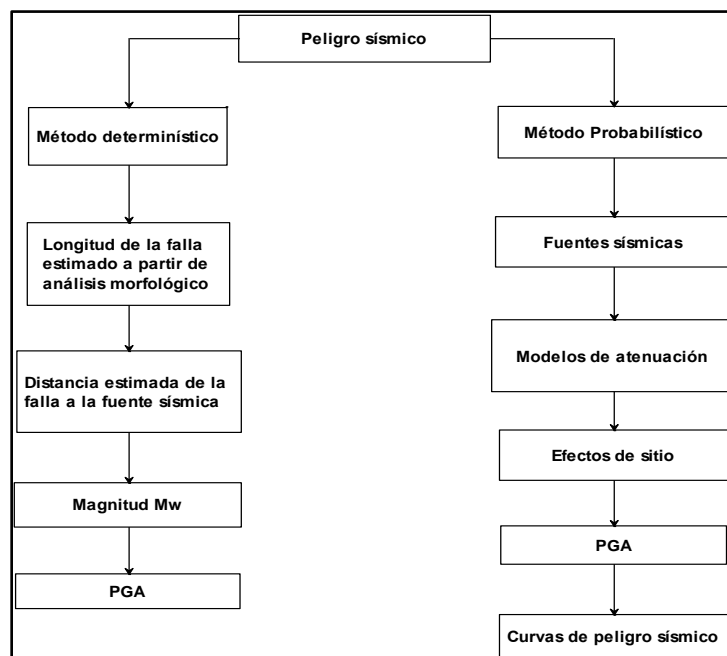 Peligro sísmico
Método determinístico
Longitud de la falla
estimado a partir de
análisis morfológico
Distancia estimada de la
falla a la fuente sísmica
Magnitud Mw
PGA
Método Probabilístico
Fuentes sísmicas
Modelos de atenuación
Efectos de sitio
PGA
Curvas de peligro sísmico